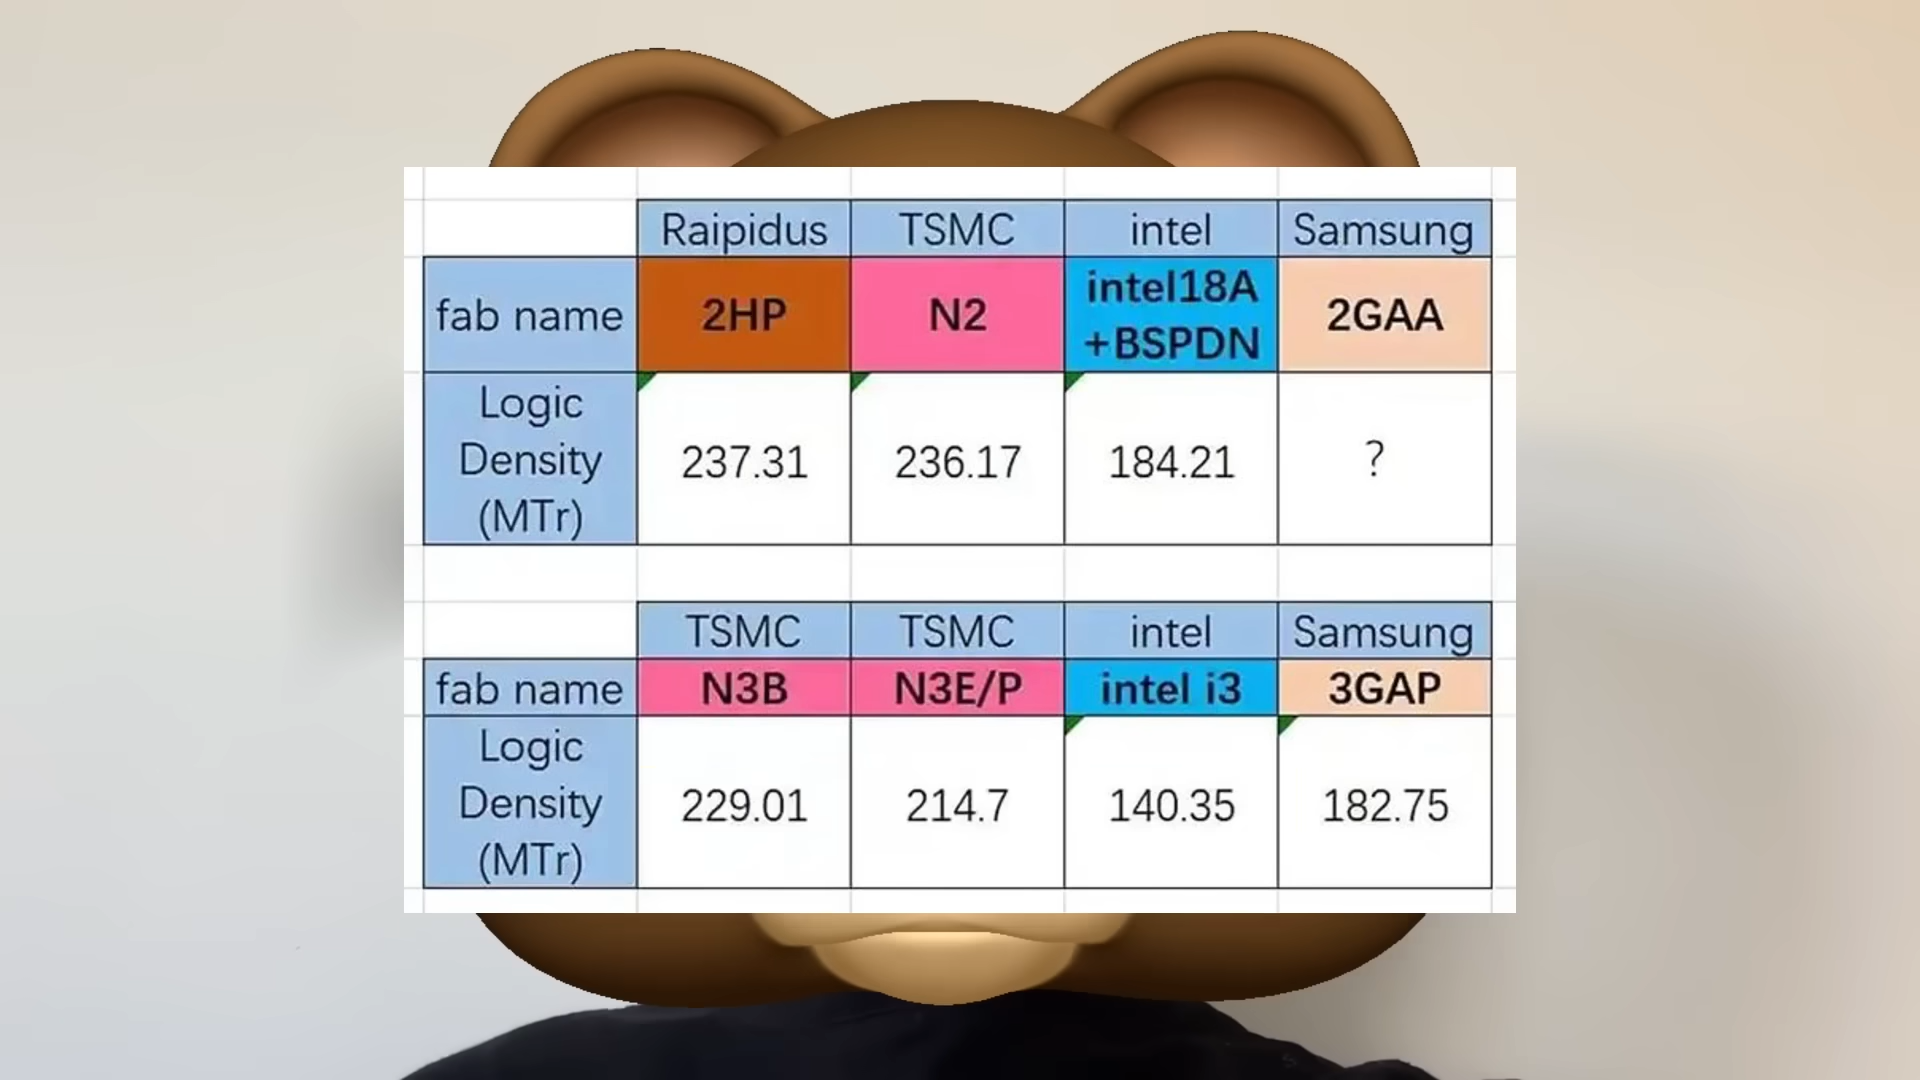 Raipidus TSMC intel Samsung
fab name 2HP N2 intel18A +BSPDN 2GAA
Logic Density (MTr) 237.31 236.17 184.21 ?
TSMC TSMC intel Samsung
fab name N3B N3E/P intel i3 3GAP
Logic Density (MTr) 229.01 214.7 140.35 182.75